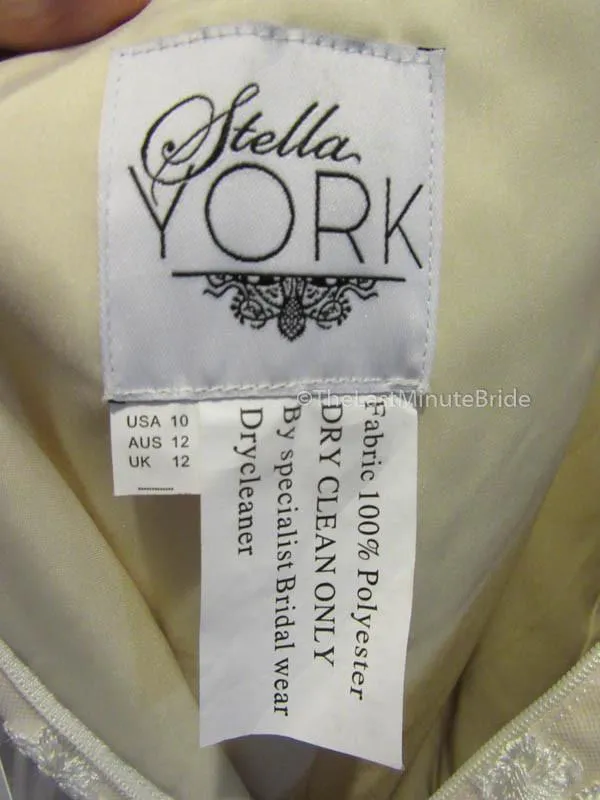 Stella
YORK
©TheLastMinuteBride
USA 10
AUS 12
UK 12
Fabric 100% Polyester
DRY CLEAN ONLY
By specialist Bridal wear
Drycleaner